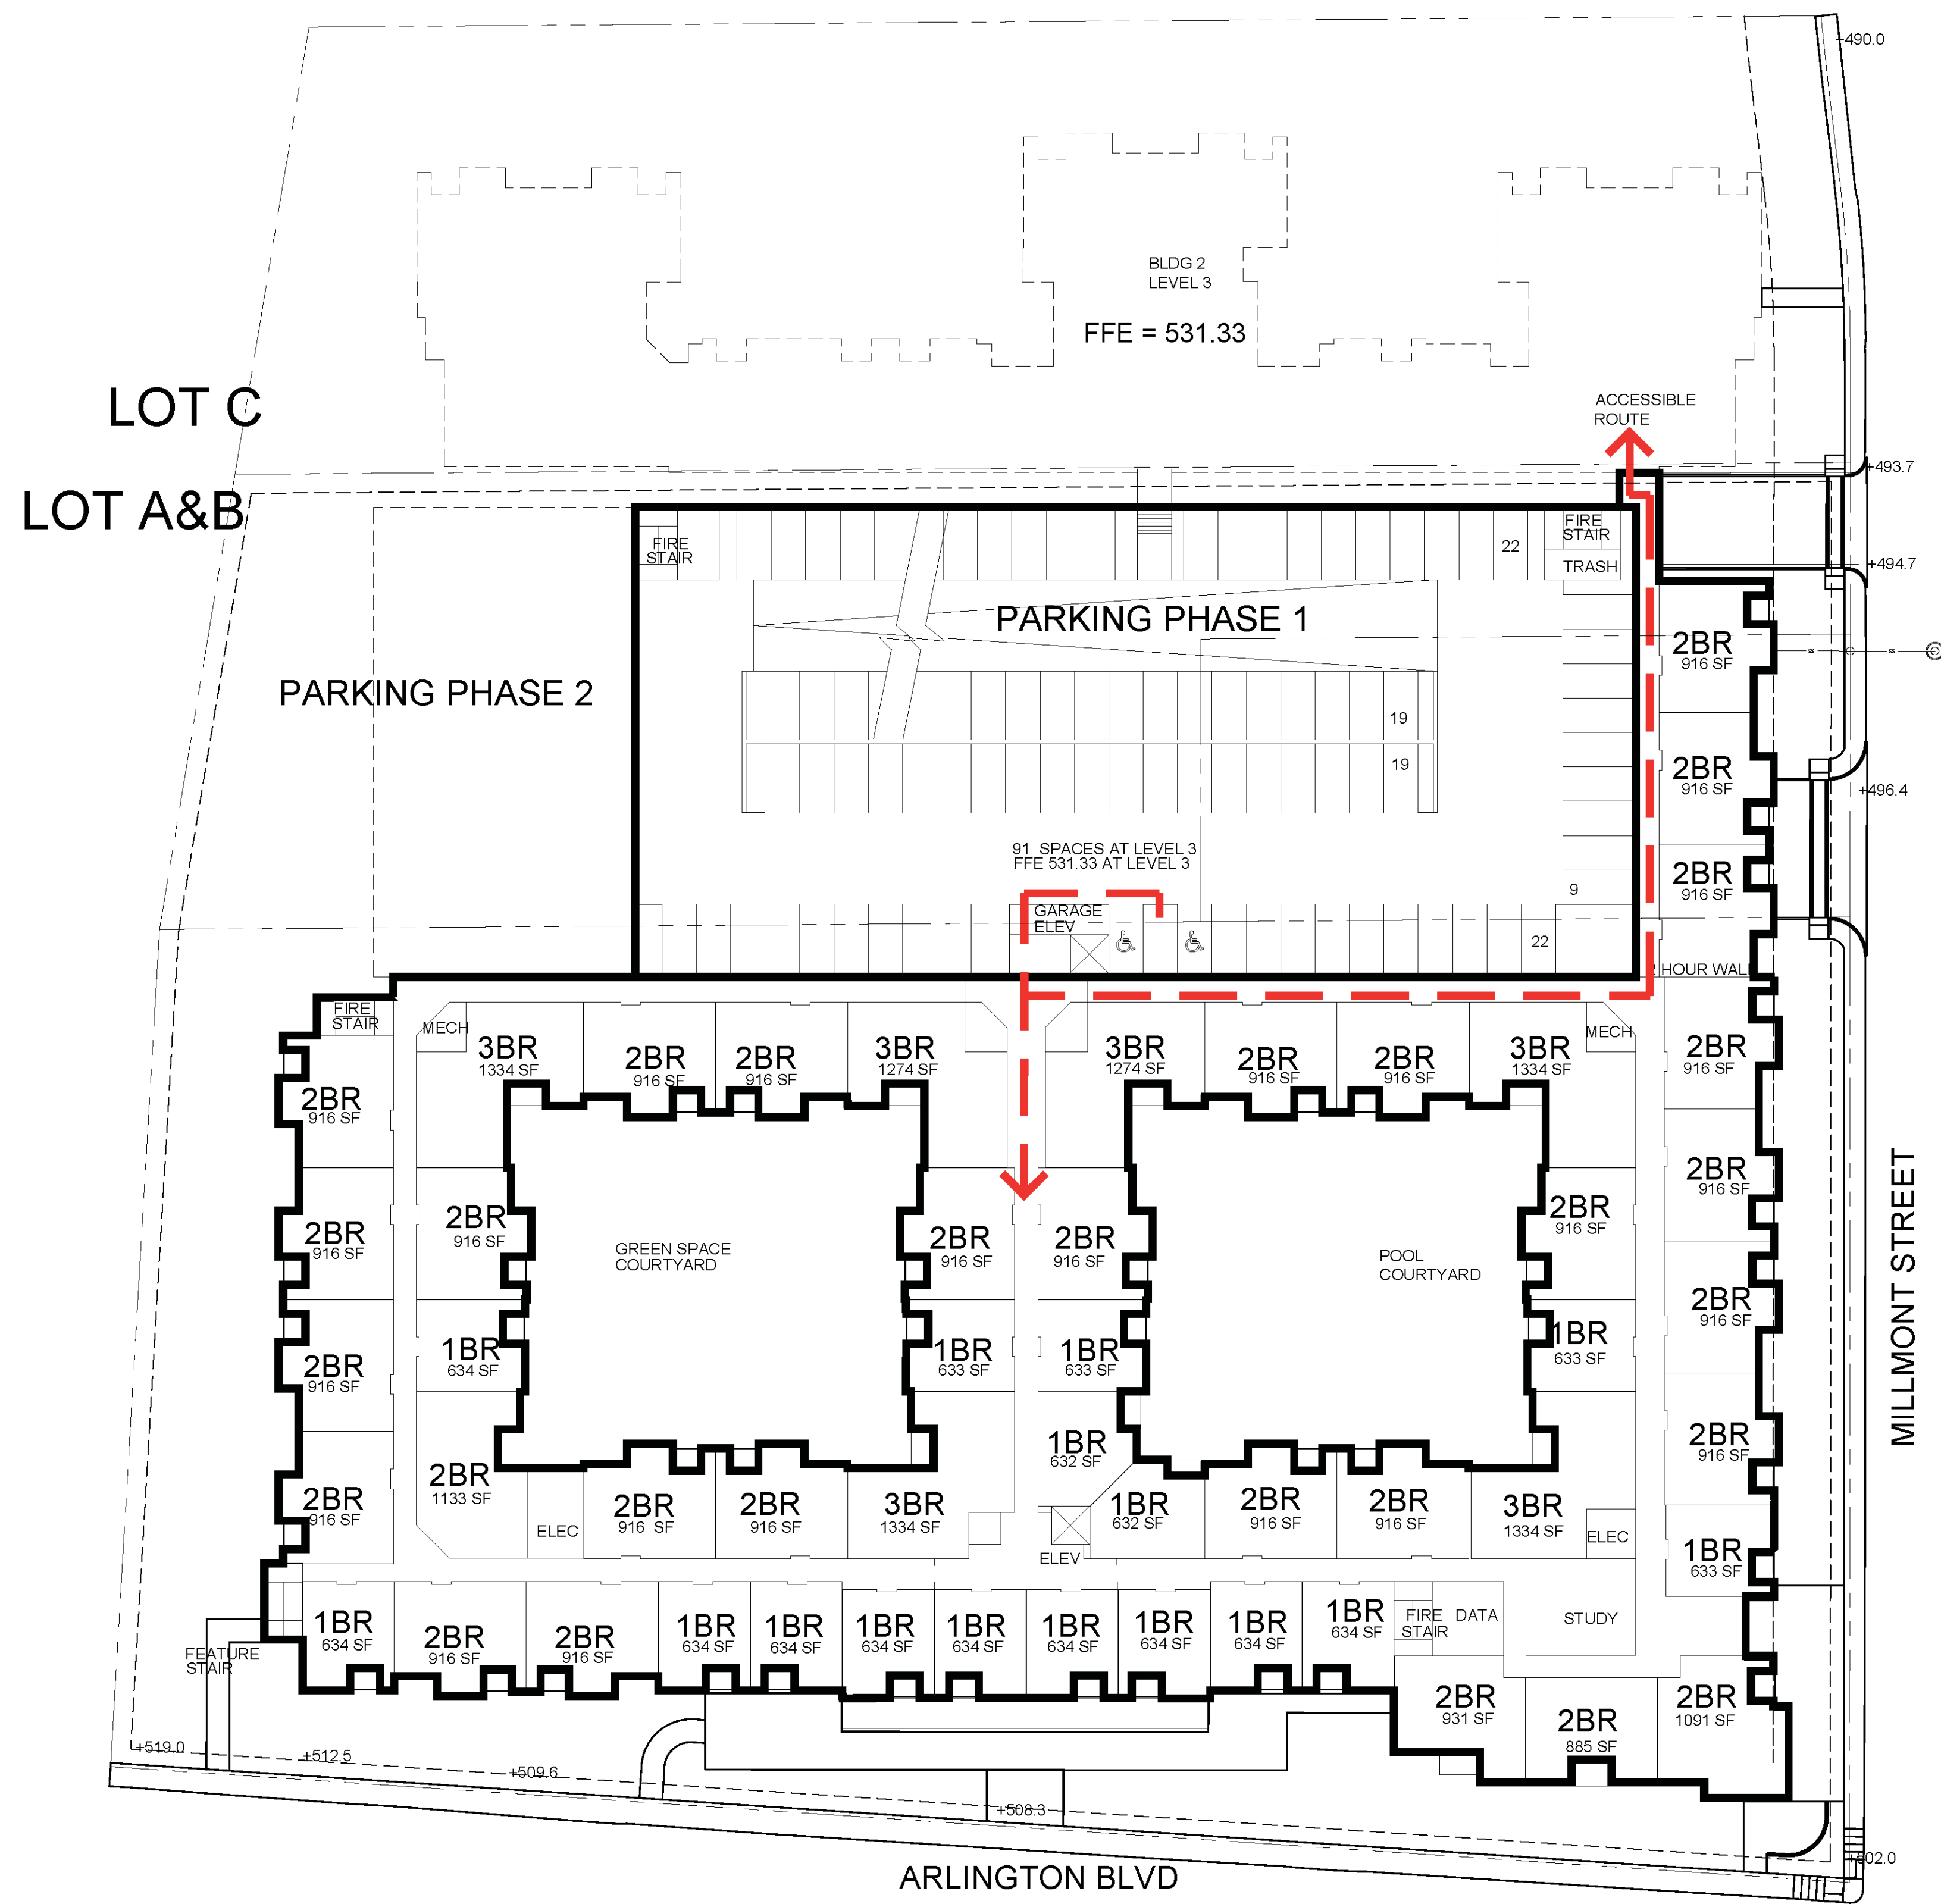 +490.0
BLDG 2
LEVEL 3
FFE = 531.33
LOT C
ACCESSIBLE
ROUTE
+493.7
LOT A&B
FIRE
STAIR
22
FIRE
STAIR
TRASH
+494.7
PARKING PHASE 1
2BR
916 SF
SS
SS
PARKING PHASE 2
19
19
2BR
916 SF
+496.4
91 SPACES AT LEVEL 3
FFE 531.33 AT LEVEL 3
9
2BR
916 SF
GARAGE
ELEV
22
2 HOUR WALL
FIRE
STAIR
MECH
3BR
1334 SF
2BR
916 SF
2BR
916 SF
3BR
1274 SF
3BR
1274 SF
2BR
916 SF
2BR
916 SF
3BR
1334 SF
MECH
2BR
916 SF
2BR
916 SF
2BR
916 SF
2BR
916 SF
GREEN SPACE
COURTYARD
2BR
916 SF
2BR
916 SF
POOL
COURTYARD
2BR
916 SF
2BR
916 SF
MILLMONT STREET
2BR
916 SF
2BR
916 SF
1BR
634 SF
1BR
633 SF
1BR
633 SF
1BR
633 SF
2BR
916 SF
2BR
916 SF
2BR
1133 SF
1BR
632 SF
2BR
916 SF
ELEC
2BR
916 SF
2BR
916 SF
3BR
1334 SF
1BR
632 SF
2BR
916 SF
2BR
916 SF
3BR
1334 SF
ELEC
ELEV
1BR
633 SF
1BR
634 SF
2BR
916 SF
2BR
916 SF
1BR
634 SF
1BR
634 SF
1BR
634 SF
1BR
634 SF
1BR
634 SF
1BR
634 SF
1BR
634 SF
1BR
634 SF
FIRE
STAIR
DATA
STUDY
FEATURE
STAIR
2BR
931 SF
2BR
885 SF
2BR
1091 SF
+519.0
+512.5
+509.6
+508.3
+502.0
ARLINGTON BLVD